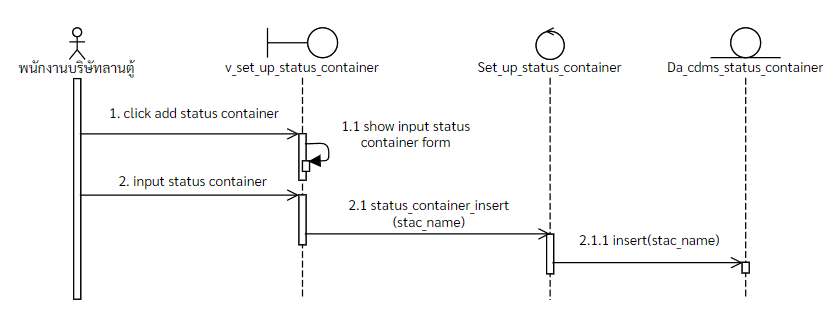 พนักงานบริษัทลานตู้
v_set_up_status_container
Set_up_status_container
Da_cdms_status_container
1. click add status container
1.1 show input status
container form
2. input status container
2.1 status_container_insert
(stac_name)
2.1.1 insert(stac_name)